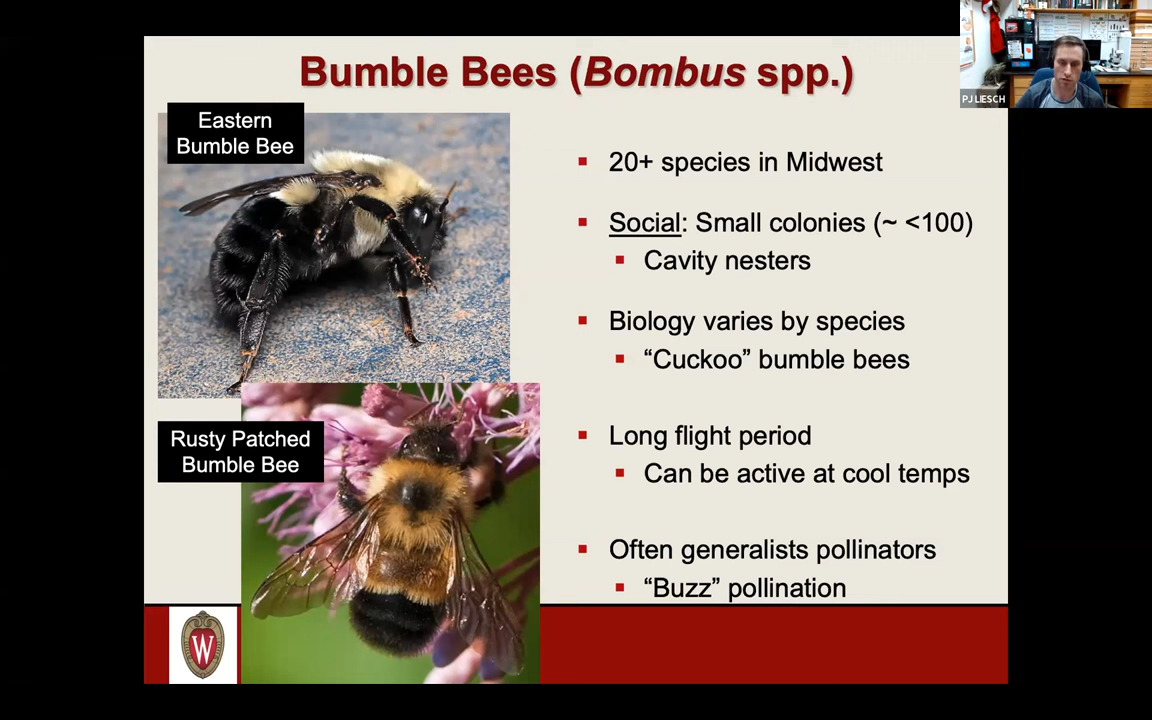 Bumble Bees (Bombus spp.)
PJ LIESCH
Eastern
Bumble Bee
Rusty Patched
Bumble Bee
20+ species in Midwest
Social: Small colonies (~ <100)
Cavity nesters
Biology varies by species
“Cuckoo” bumble bees
Long flight period
Can be active at cool temps
Often generalists pollinators
“Buzz” pollination
W